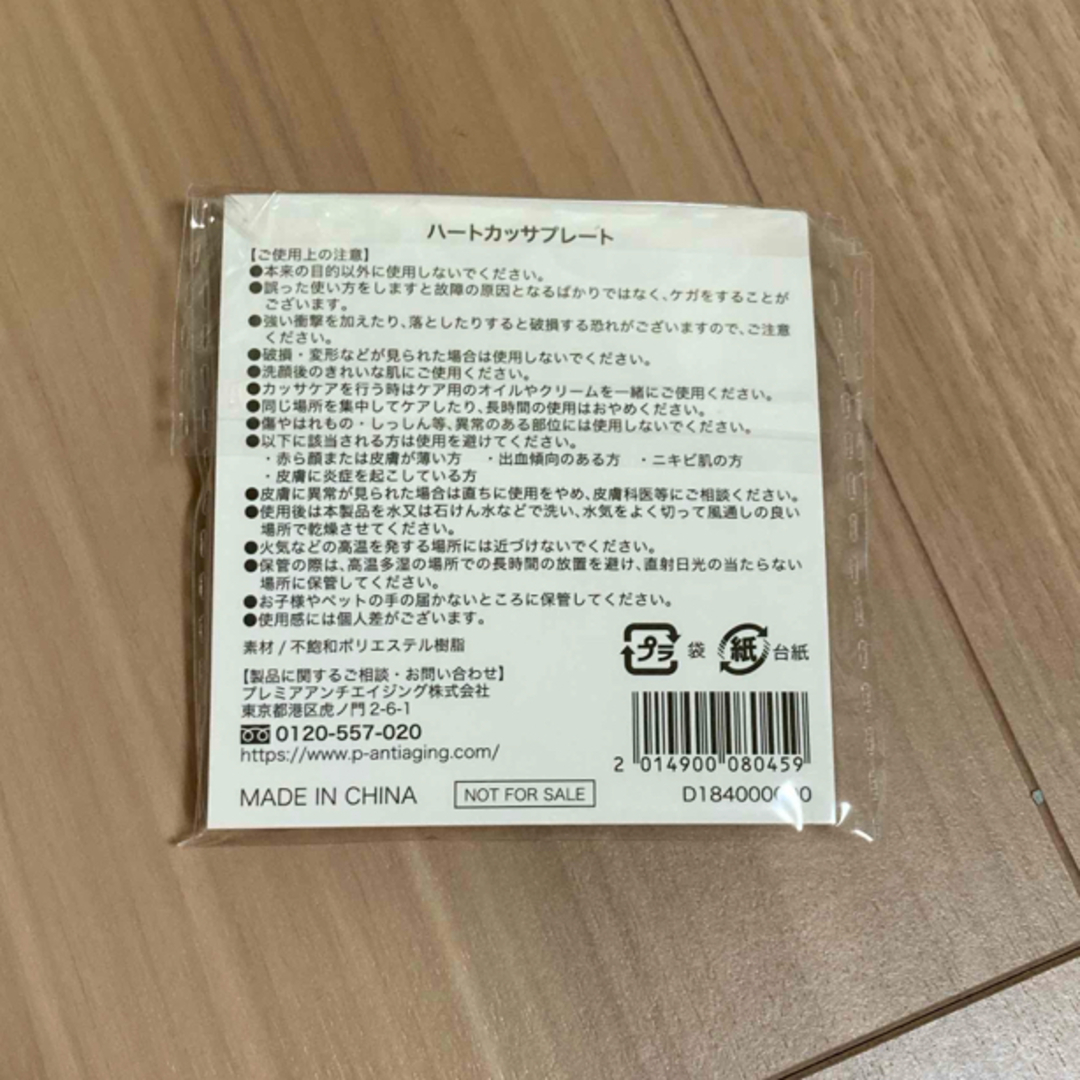 ハートカッサプレート
【ご使用上の注意】
●本来の目的以外に使用しないでください。
●誤った使い方をしますと故障の原因となるばかりではなく、ケガをすることが
ございます。
●強い衝撃を加えたり、落としたりすると破損する恐れがございますので、ご注意
ください。
●破損・変形などが見られた場合は使用しないでください。
●洗顔後のきれいな肌にご使用ください。
●カッサケアを行う時はケア用のオイルやクリームを一緒にご使用ください。
●同じ場所を集中してケアしたり、長時間の使用はおやめください。
●傷やはれもの・しっしん等、異常のある部位には使用しないでください。
●以下に該当される方は使用を避けてください。
・赤ら顔または皮膚が薄い方 ・出血傾向のある方 ・ニキビ肌の方
・皮膚に炎症を起こしている方
●皮膚に異常が見られた場合は直ちに使用をやめ、皮膚科医等にご相談ください。
●使用後は本製品を水又は石けん水などで洗い、水気をよく切って風通しの良い
場所で乾燥させてください。
●火気などの高温を発する場所には近づけないでください。
●保管の際は、高温多湿の場所での長時間の放置を避け、直射日光の当たらない
場所に保管してください。
●お子様やペットの手の届かないところに保管してください。
●使用感には個人差がございます。
素材 / 不飽和ポリエステル樹脂
プラ 袋 紙 台紙
【製品に関するご相談・お問い合わせ】
プレミアアンチエイジング株式会社
東京都港区虎ノ門2-6-1
0120-557-020
https://www.p-antiaging.com/
2 014900 080459
MADE IN CHINA NOT FOR SALE